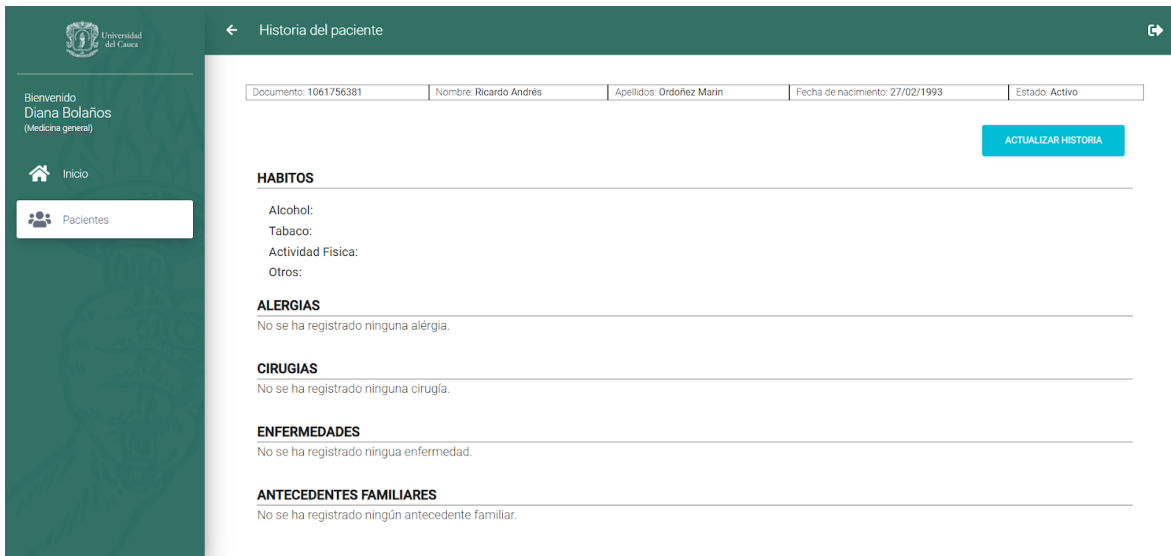 Universidad
del Cauca
Historia del paciente
Bienvenido
Diana Bolaños
(Medicina general)
Inicio
Pacientes
Documento: 1061756381 Nombre: Ricardo Andrés Apellidos: Ordoñez Marin Fecha de nacimiento: 27/02/1993 Estado: Activo
ACTUALIZAR HISTORIA
HABITOS
Alcohol:
Tabaco:
Actividad Fisica:
Otros:
ALERGIAS
No se ha registrado ninguna alérgia.
CIRUGIAS
No se ha registrado ninguna cirugía.
ENFERMEDADES
No se ha registrado ningua enfermedad.
ANTECEDENTES FAMILIARES
No se ha registrado ningún antecedente familiar.